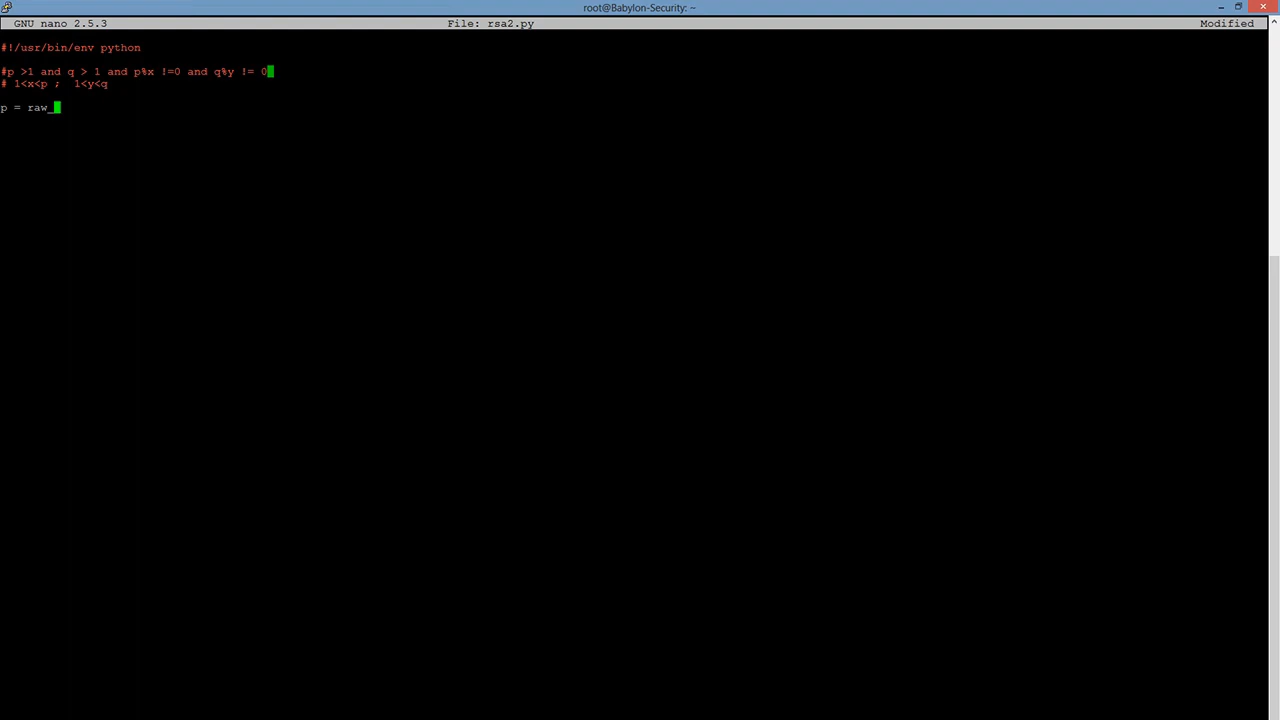 root@Babylon-Security: ~
GNU nano 2.5.3 File: rsa2.py Modified
#!/usr/bin/env python
#p >1 and q > 1 and p%x !=0 and q%y != 0
# 1<x<p ;  1<y<q
p = raw_